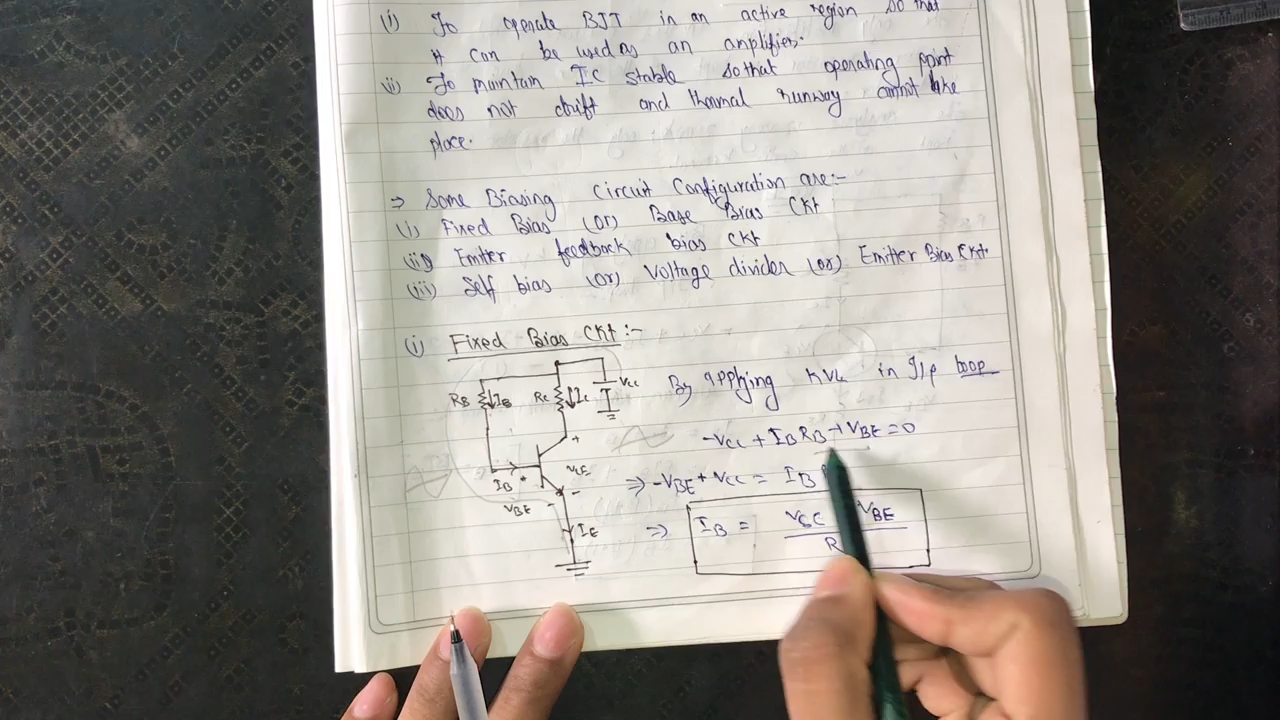 (i) To operate BJT in an active region so that
it can be used as an amplifier.
(ii) To maintain IC stable so that operating point
does not drift and thermal runway cannot take
place.
⇒ Some Biasing Circuit Configuration are:-
(i) Fixed Bias (or) Base Bias Ckt
(ii) Emitter feedback bias Ckt
(iii) Self bias (or) Voltage divider (or) Emitter Bias Ckt.
(i) Fixed Bias Ckt:-
By applying KVL in I/p loop
-VCC + IB RB + VBE = 0
⇒ -VBE + VCC = IB
⇒ IB = VCC VBE
R
RB IB RC IC VCC
+
VCE
-
IB +
VBE -
IE